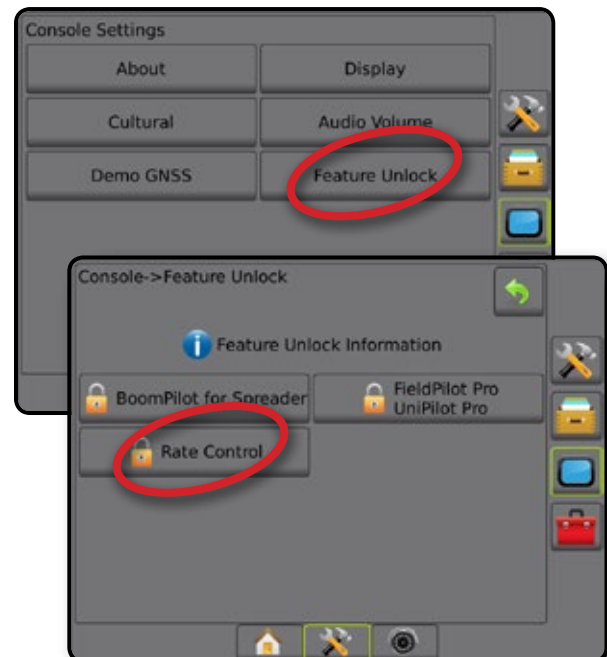 Console Settings
About
Display
Cultural
Audio Volume
Demo GNSS
Feature Unlock
Console->Feature Unlock
Feature Unlock Information
BoomPilot for Spreader
FieldPilot Pro
UniPilot Pro
Rate Control